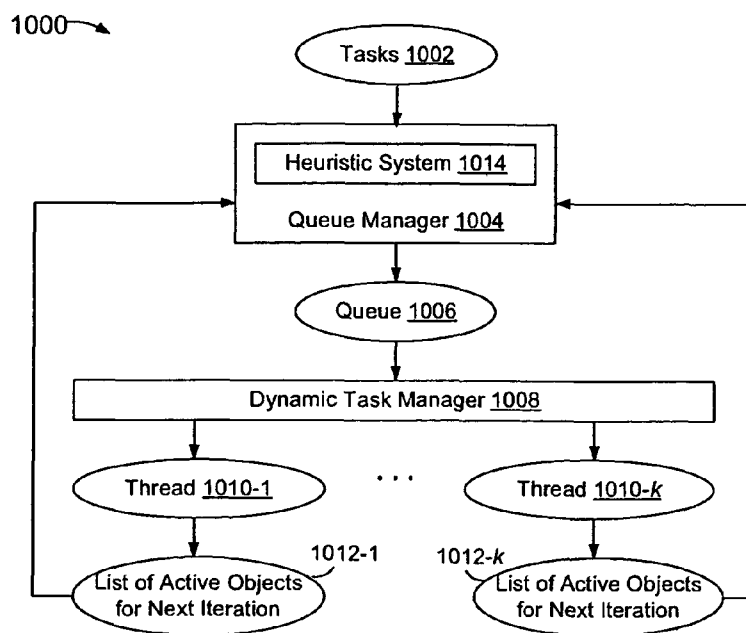 1000
Tasks 1002
Heuristic System 1014
Queue Manager 1004
Queue 1006
Dynamic Task Manager 1008
Thread 1010-1
. . .
Thread 1010-k
1012-1
1012-k
List of Active Objects
for Next Iteration
List of Active Objects
for Next Iteration